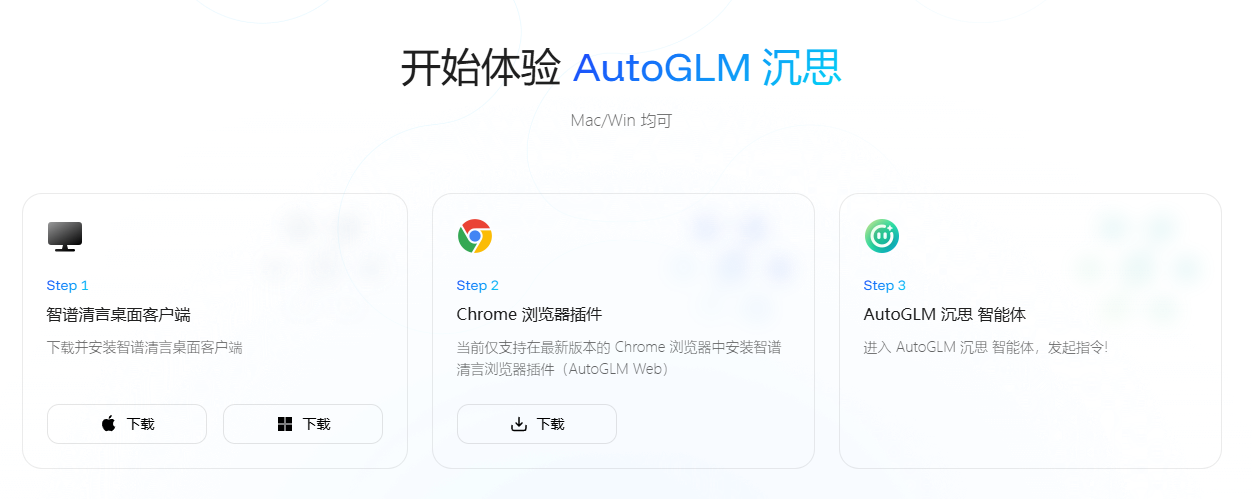 开始体验 AutoGLM 沉思
Mac/Win 均可
Step 1
智谱清言桌面客户端
下载并安装智谱清言桌面客户端
下载
下载
Step 2
Chrome 浏览器插件
当前仅支持在最新版本的 Chrome 浏览器中安装智谱
清言浏览器插件（AutoGLM Web）
下载
Step 3
AutoGLM 沉思 智能体
进入 AutoGLM 沉思 智能体，发起指令!